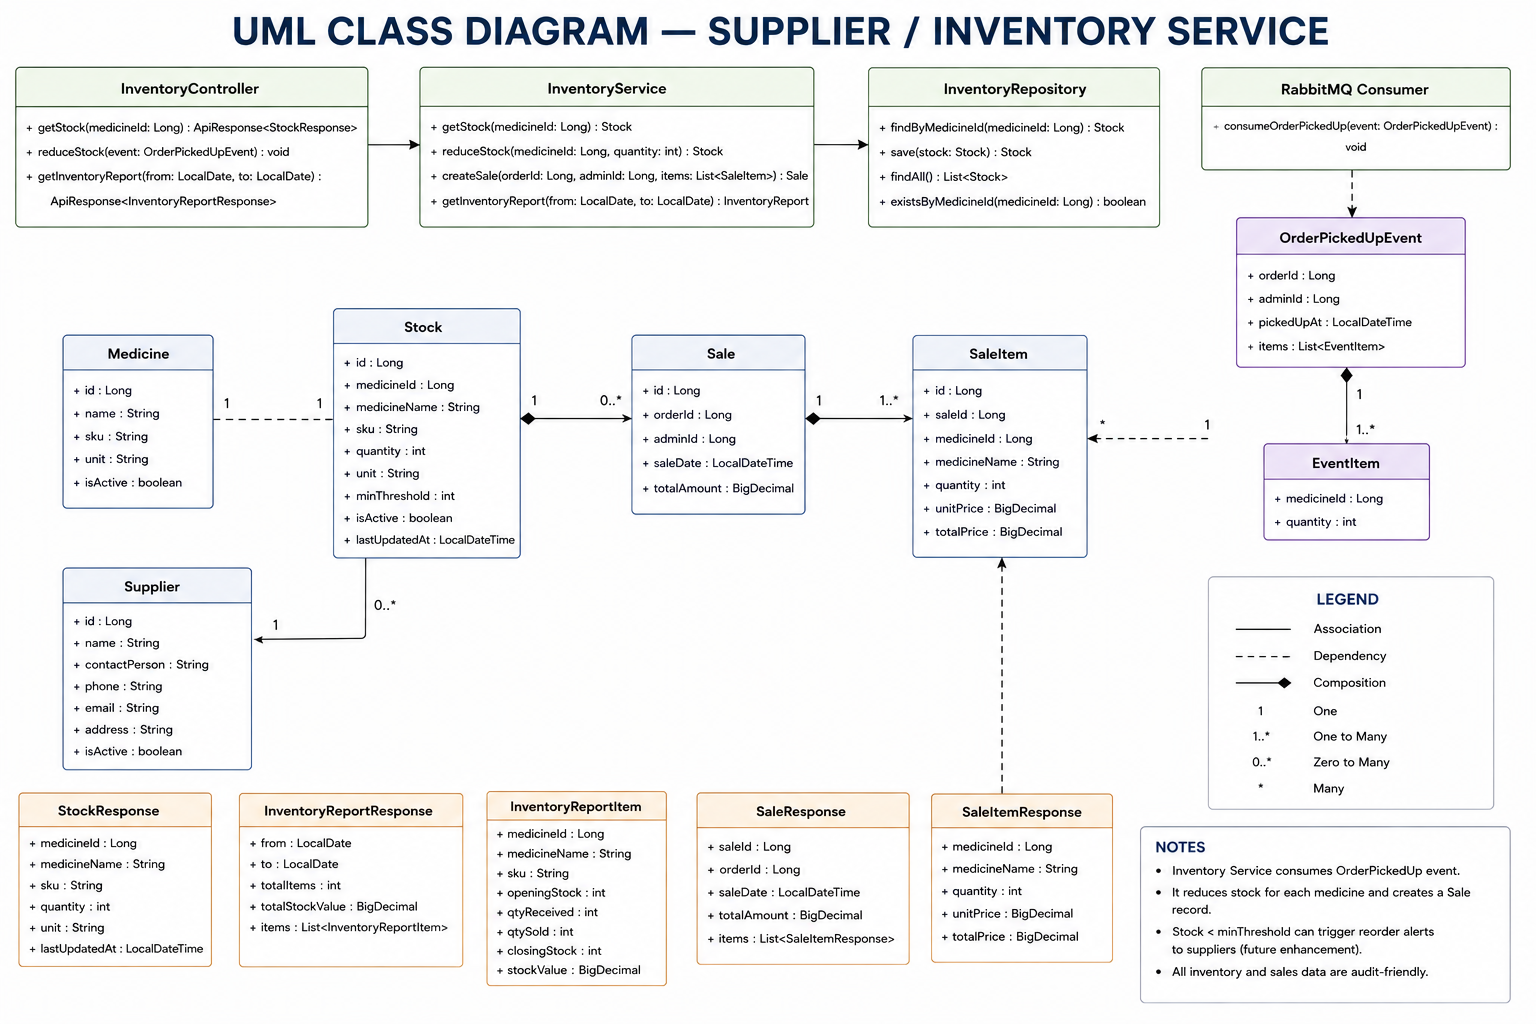 UML CLASS DIAGRAM — SUPPLIER / INVENTORY SERVICE
InventoryController
+ getStock(medicineId: Long) : ApiResponse<StockResponse>
+ reduceStock(event: OrderPickedUpEvent) : void
+ getInventoryReport(from: LocalDate, to: LocalDate) :
ApiResponse<InventoryReportResponse>
InventoryService
+ getStock(medicineId: Long) : Stock
+ reduceStock(medicineId: Long, quantity: int) : Stock
+ createSale(orderId: Long, adminId: Long, items: List<SaleItem>) : Sale
+ getInventoryReport(from: LocalDate, to: LocalDate) : InventoryReport
InventoryRepository
+ findByMedicineId(medicineId: Long) : Stock
+ save(stock: Stock) : Stock
+ findAll() : List<Stock>
+ existsByMedicineId(medicineId: Long) : boolean
RabbitMQ Consumer
+ consumeOrderPickedUp(event: OrderPickedUpEvent) :
void
OrderPickedUpEvent
+ orderId : Long
+ adminId : Long
+ pickedUpAt : LocalDateTime
+ items : List<EventItem>
1
1..*
EventItem
+ medicineId : Long
+ quantity : int
Medicine
+ id : Long
+ name : String
+ sku : String
+ unit : String
+ isActive : boolean
1
1
Stock
+ id : Long
+ medicineId : Long
+ medicineName : String
+ sku : String
+ quantity : int
+ unit : String
+ minThreshold : int
+ isActive : boolean
+ lastUpdatedAt : LocalDateTime
1
0..*
Sale
+ id : Long
+ orderId : Long
+ adminId : Long
+ saleDate : LocalDateTime
+ totalAmount : BigDecimal
1
1..*
SaleItem
+ id : Long
+ saleId : Long
+ medicineId : Long
+ medicineName : String
+ quantity : int
+ unitPrice : BigDecimal
+ totalPrice : BigDecimal
*
1
0..*
1
Supplier
+ id : Long
+ name : String
+ contactPerson : String
+ phone : String
+ email : String
+ address : String
+ isActive : boolean
LEGEND
Association
Dependency
Composition
1 One
1..* One to Many
0..* Zero to Many
* Many
StockResponse
+ medicineId : Long
+ medicineName : String
+ sku : String
+ quantity : int
+ unit : String
+ lastUpdatedAt : LocalDateTime
InventoryReportResponse
+ from : LocalDate
+ to : LocalDate
+ totalItems : int
+ totalStockValue : BigDecimal
+ items : List<InventoryReportItem>
InventoryReportItem
+ medicineId : Long
+ medicineName : String
+ sku : String
+ openingStock : int
+ qtyReceived : int
+ qtySold : int
+ closingStock : int
+ stockValue : BigDecimal
SaleResponse
+ saleId : Long
+ orderId : Long
+ saleDate : LocalDateTime
+ totalAmount : BigDecimal
+ items : List<SaleItemResponse>
SaleItemResponse
+ medicineId : Long
+ medicineName : String
+ quantity : int
+ unitPrice : BigDecimal
+ totalPrice : BigDecimal
NOTES
• Inventory Service consumes OrderPickedUp event.
• It reduces stock for each medicine and creates a Sale
record.
• Stock < minThreshold can trigger reorder alerts
to suppliers (future enhancement).
• All inventory and sales data are audit-friendly.